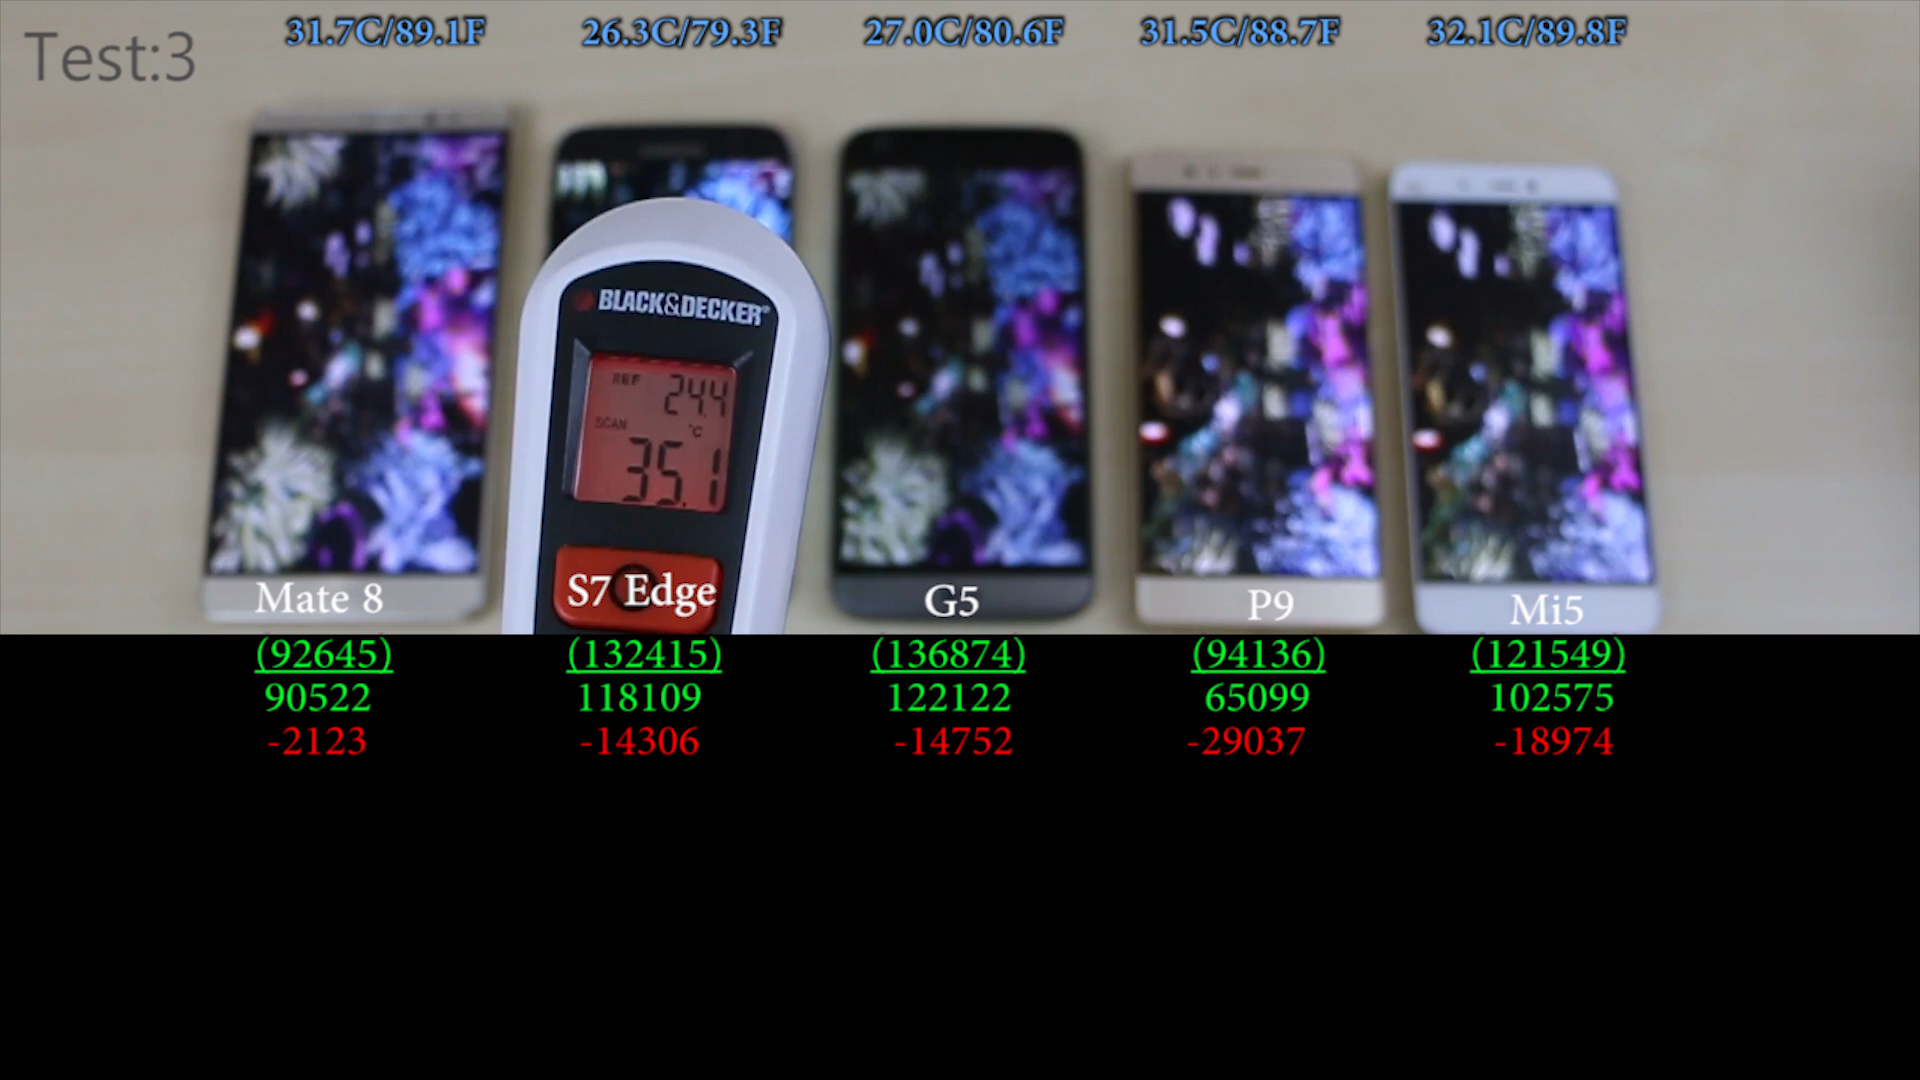 Test:3
31.7C/89.1F 26.3C/79.3F 27.0C/80.6F 31.5C/88.7F 32.1C/89.8F
BLACK&DECKER®
REF 24.4
SCAN °C
35.1
Mate 8 S7 Edge G5 P9 Mi5
(92645) (132415) (136874) (94136) (121549)
90522 118109 122122 65099 102575
-2123 -14306 -14752 -29037 -18974